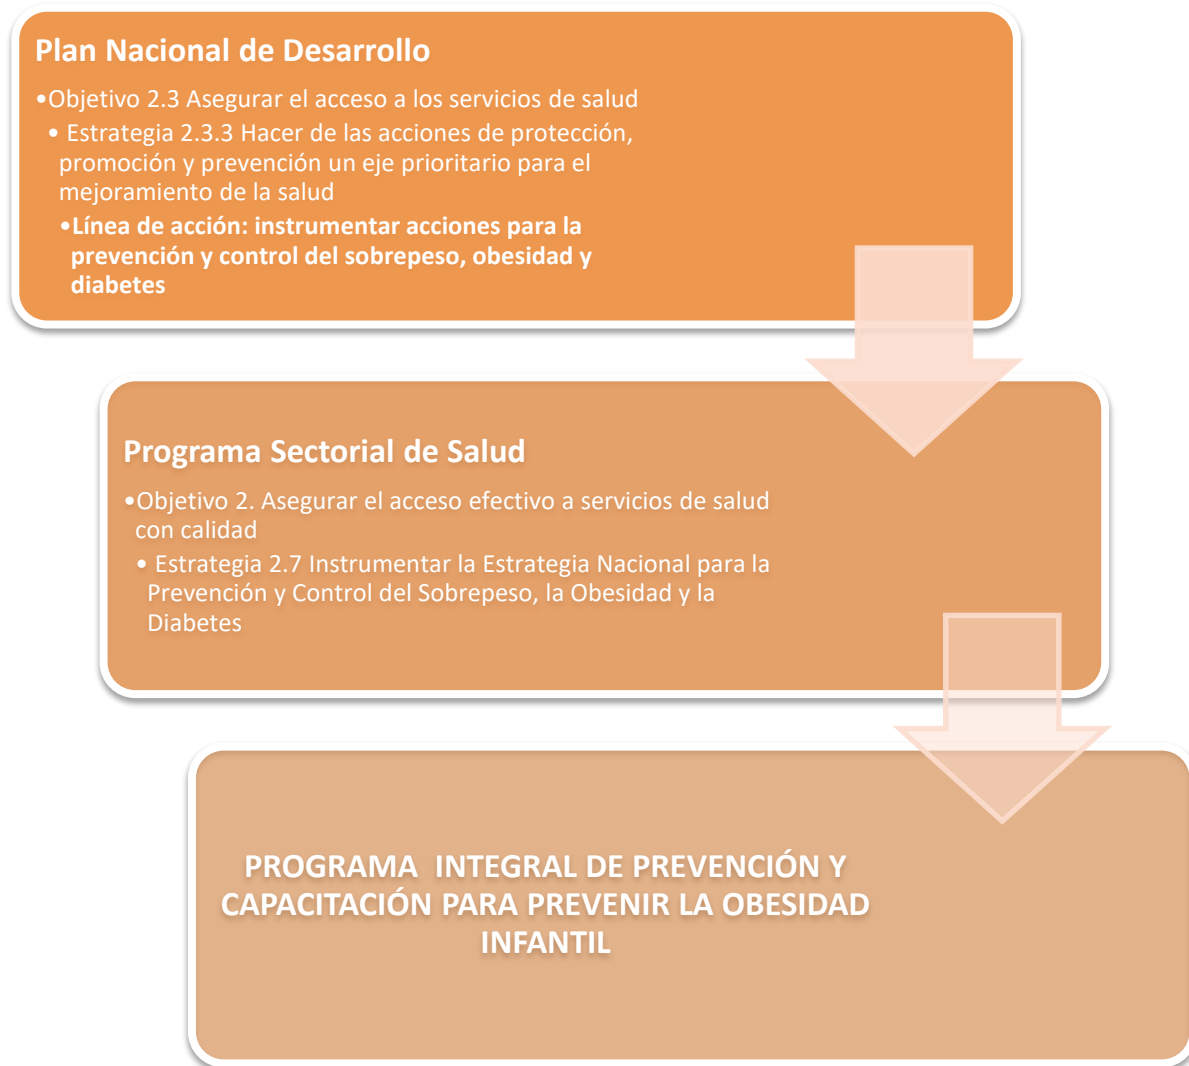 Plan Nacional de Desarrollo
•Objetivo 2.3 Asegurar el acceso a los servicios de salud
• Estrategia 2.3.3 Hacer de las acciones de protección,
promoción y prevención un eje prioritario para el
mejoramiento de la salud
•Línea de acción: instrumentar acciones para la
prevención y control del sobrepeso, obesidad y
diabetes
Programa Sectorial de Salud
•Objetivo 2. Asegurar el acceso efectivo a servicios de salud
con calidad
• Estrategia 2.7 Instrumentar la Estrategia Nacional para la
Prevención y Control del Sobrepeso, la Obesidad y la
Diabetes
PROGRAMA  INTEGRAL DE PREVENCIÓN Y
CAPACITACIÓN PARA PREVENIR LA OBESIDAD
INFANTIL